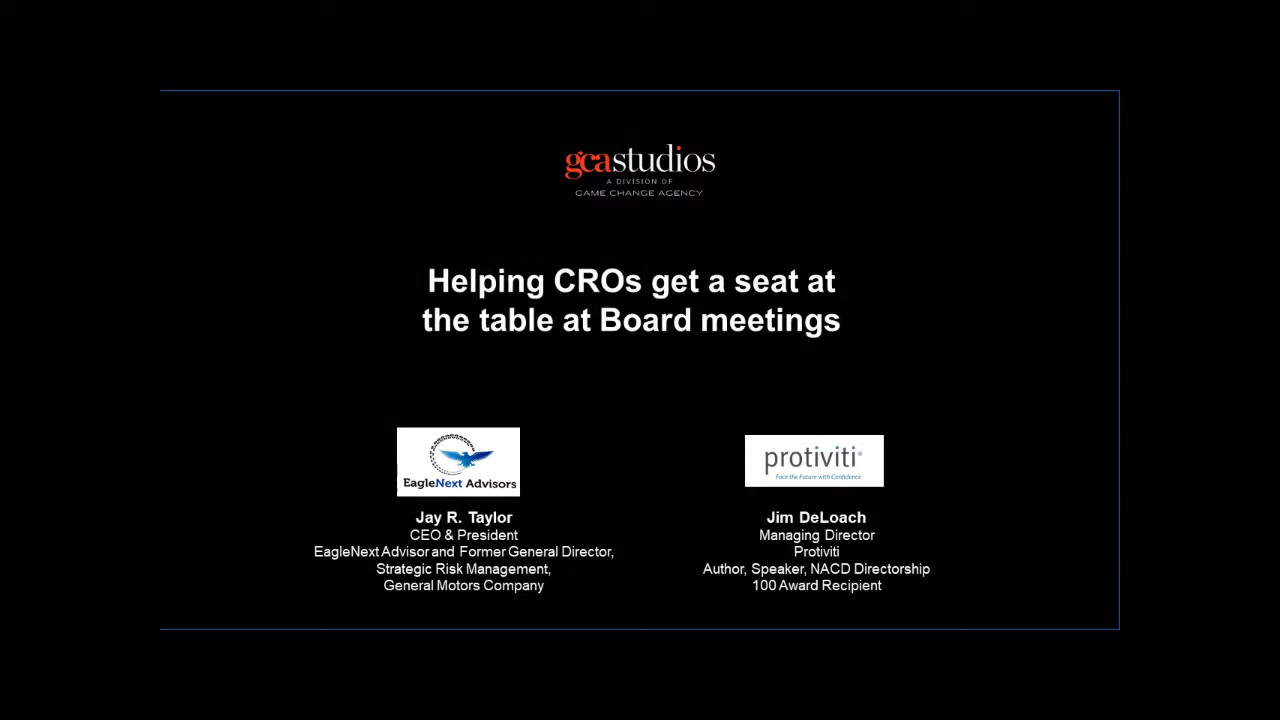 gcastudios
A DIVISION OF
GAME CHANGE AGENCY
Helping CROs get a seat at
the table at Board meetings
EagleNext Advisors
protiviti®
Face the Future with Confidence
Jay R. Taylor
CEO & President
EagleNext Advisor and Former General Director,
Strategic Risk Management,
General Motors Company
Jim DeLoach
Managing Director
Protiviti
Author, Speaker, NACD Directorship
100 Award Recipient